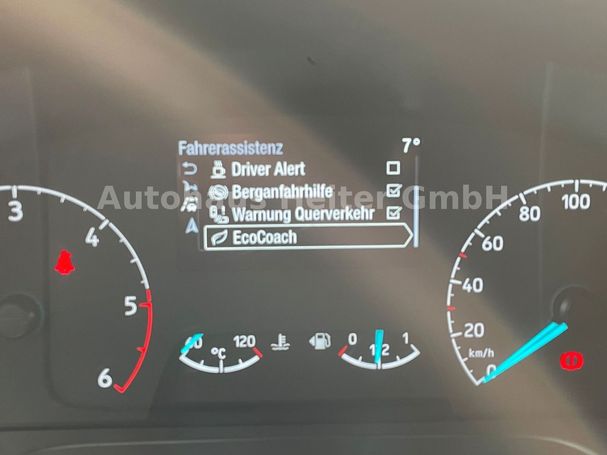 Fahrerassistenz 7°
Driver Alert
Berganfahrhilfe
Warnung Querverkehr
EcoCoach
Autohaus Reiter GmbH
3
4
5
6
°C 120
0 1/2 1
0 20 40 60 80 100
km/h